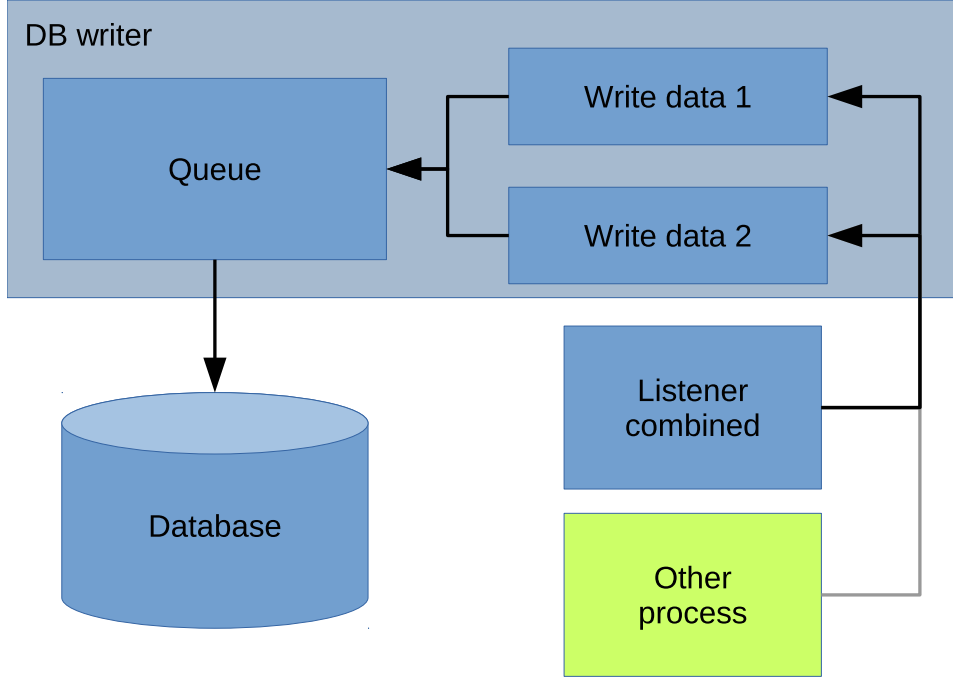 DB writer
Write data 1
Queue
Write data 2
Listener
combined
Database
Other
process